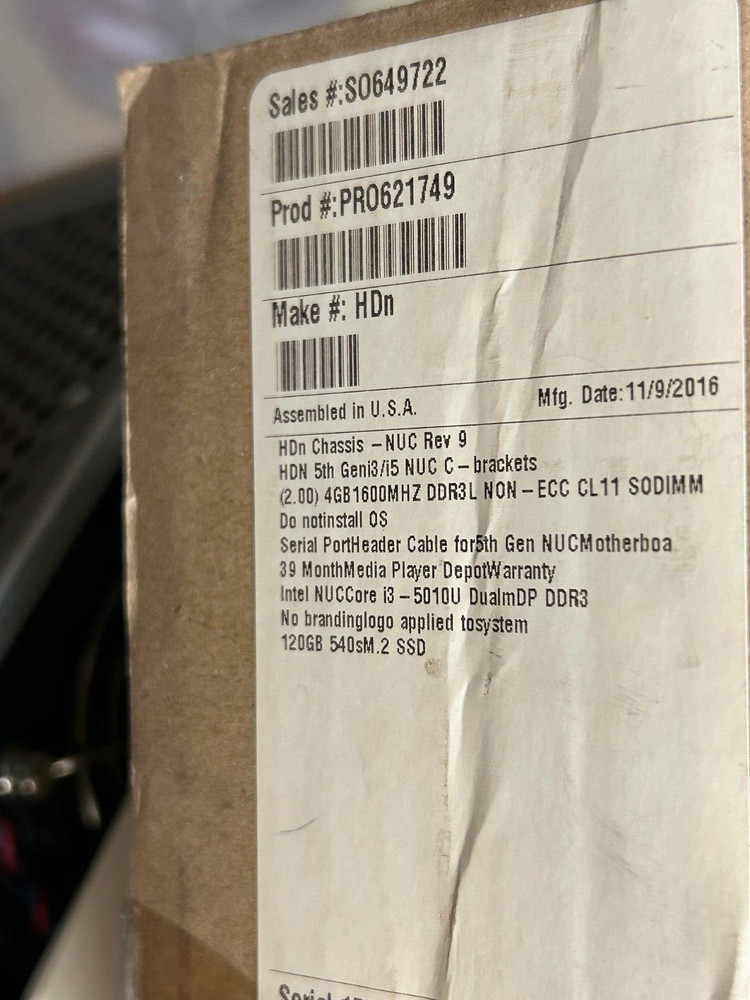 Sales #:SO649722
Prod #:PRO621749
Make #: HDn
Assembled in U.S.A.
Mfg. Date:11/9/2016
HDn Chassis – NUC Rev 9
HDN 5th Geni3/i5 NUC C – brackets
(2.00) 4GB1600MHZ DDR3L NON – ECC CL11 SODIMM
Do notinstall OS
Serial PortHeader Cable for5th Gen NUCMotherboa
39 MonthMedia Player DepotWarranty
Intel NUCCore i3 – 5010U DualmDP DDR3
No brandinglogo applied tosystem
120GB 540sM.2 SSD
Serial